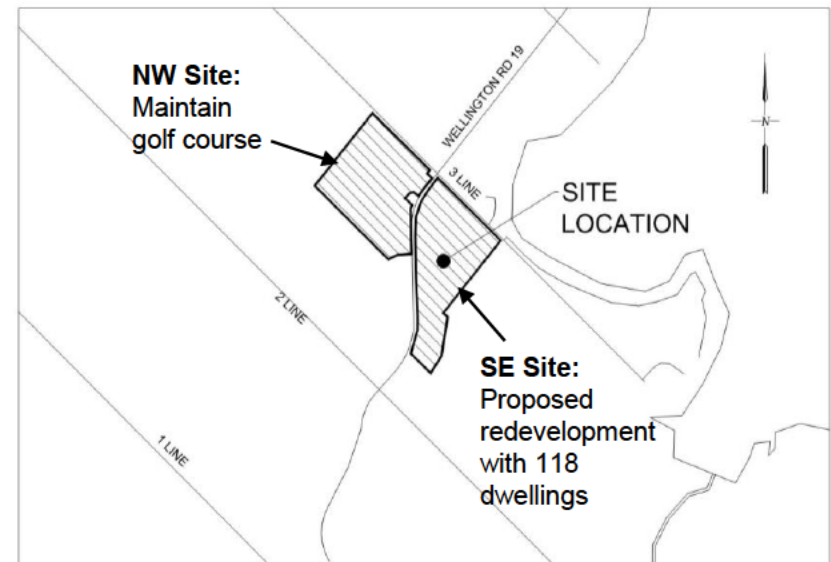 NW Site:
Maintain
golf course
WELLINGTON RD 19
N
3 LINE
SITE
LOCATION
2 LINE
SE Site:
Proposed
redevelopment
with 118
dwellings
1 LINE